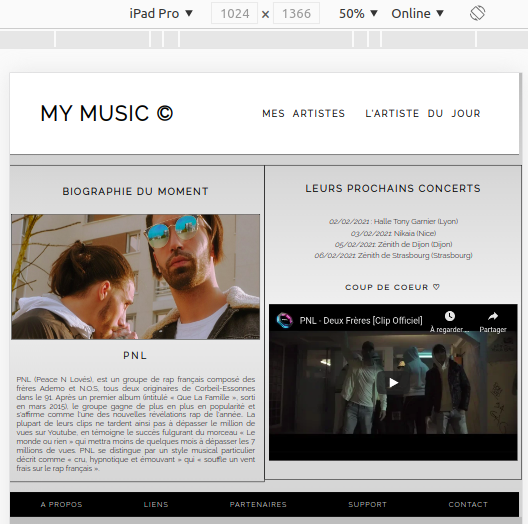 iPad Pro ▼ 1024 x 1366 50% ▼ Online ▼
MY MUSIC ©
MES ARTISTES L'ARTISTE DU JOUR
BIOGRAPHIE DU MOMENT
PNL
PNL (Peace N Lovés), est un groupe de rap français composé des
frères Ademo et N.O.S, tous deux originaires de Corbeil-Essonnes
dans le 91. Après un premier album (intitulé « Que La Famille », sorti
en mars 2015), le groupe gagne de plus en plus en popularité et
s'affirme comme l'une des nouvelles révélations rap de l'année. La
plupart de leurs clips ne tardent ainsi pas à dépasser le million de
vues sur Youtube, en témoigne le succès fulgurant du morceau « Le
monde ou rien » qui mettra moins de quelques mois à dépasser les 7
millions de vues. PNL se distingue par un style musical particulier
décrit comme « cru, hypnotique et émouvant » qui « souffle un vent
frais sur le rap français ».
LEURS PROCHAINS CONCERTS
02/02/2021 : Halle Tony Garnier (Lyon)
03/02/2021: Nikaia (Nice)
05/02/2021: Zénith de Dijon (Dijon)
06/02/2021: Zénith de Strasbourg (Strasbourg)
COUP DE COEUR ♡
PNL - Deux Frères [Clip Officiel]
À regarder... Partager
A PROPOS LIENS PARTENAIRES SUPPORT CONTACT